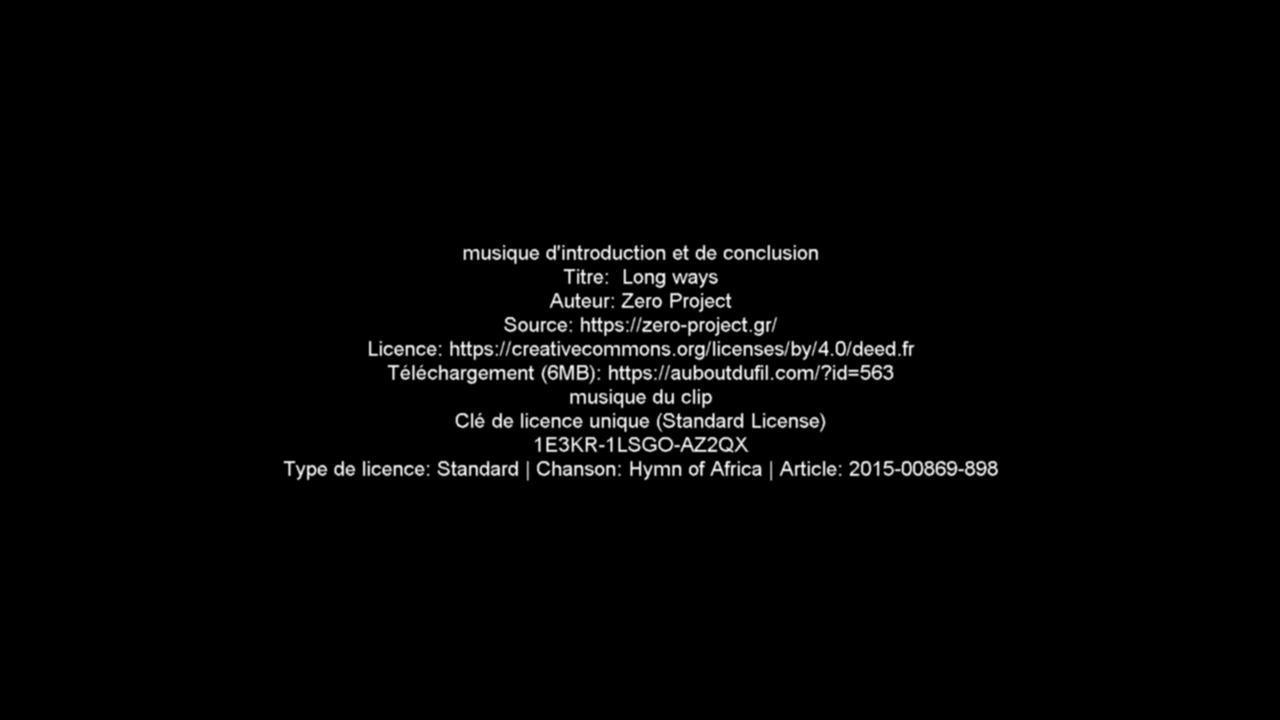 musique d'introduction et de conclusion
Titre:  Long ways
Auteur: Zero Project
Source: https://zero-project.gr/
Licence: https://creativecommons.org/licenses/by/4.0/deed.fr
Téléchargement (6MB): https://auboutdufil.com/?id=563
musique du clip
Clé de licence unique (Standard License)
1E3KR-1LSGO-AZ2QX
Type de licence: Standard | Chanson: Hymn of Africa | Article: 2015-00869-898